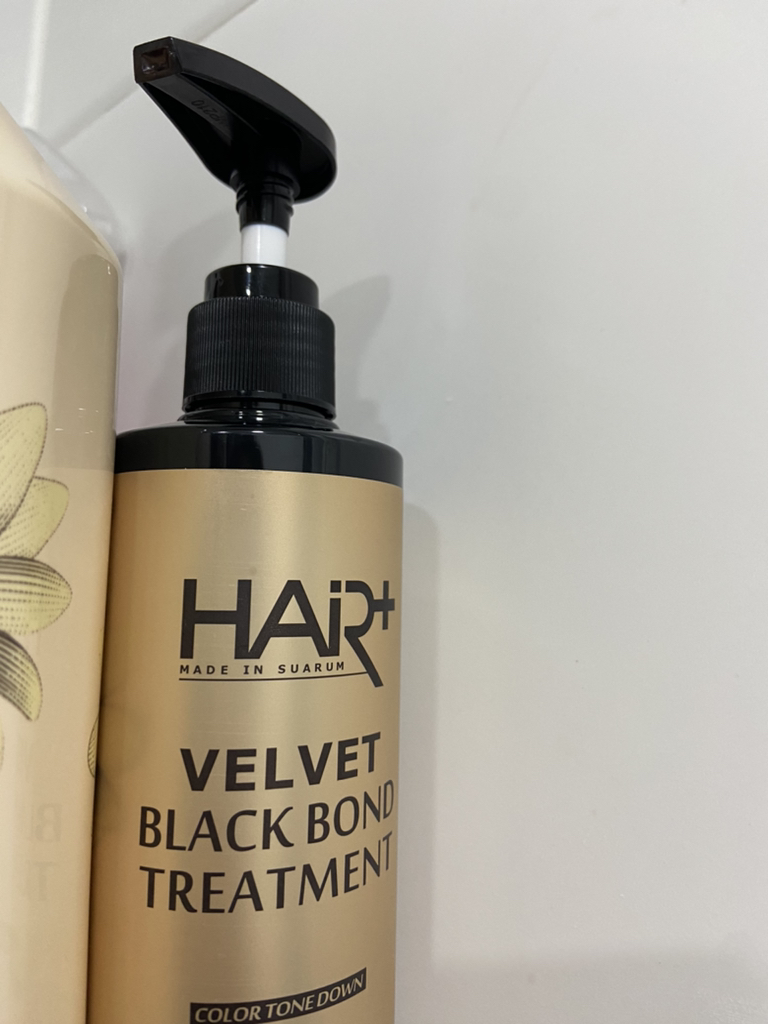 HAiR+
MADE IN SUARUM
VELVET
BLACK BOND
TREATMENT
COLOR TONE DOWN